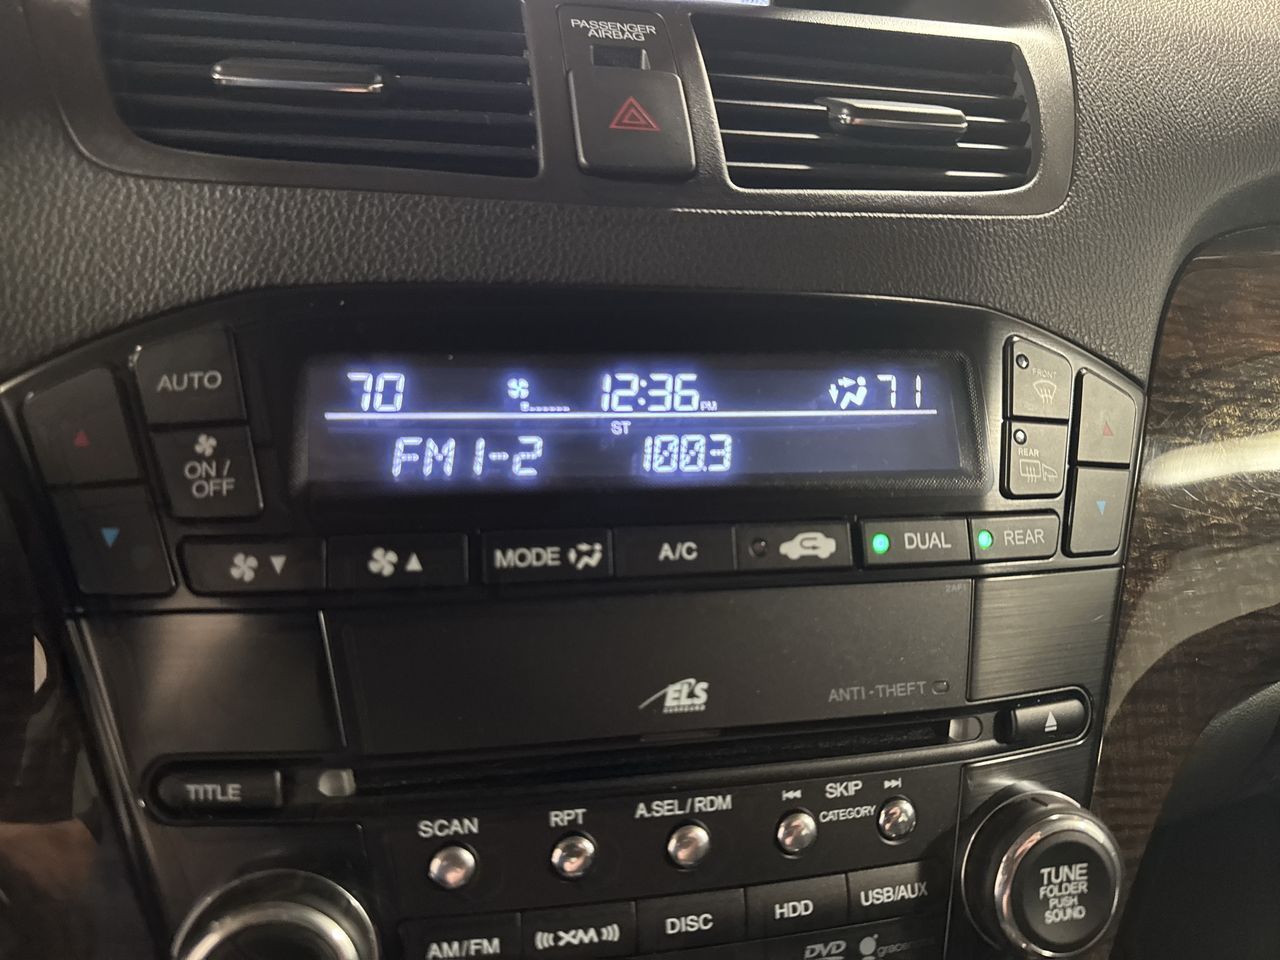 PASSENGER
AIRBAG
AUTO
ON/
OFF
70 12:36 PM 71
ST
FM1-2 100.3
FRONT
REAR
MODE A/C DUAL REAR
ELS
ANTI-THEFT
TITLE
SCAN RPT A.SEL/RDM SKIP
CATEGORY
AM/FM XM DISC HDD USB/AUX
DVD
TUNE
FOLDER
PUSH
SOUND